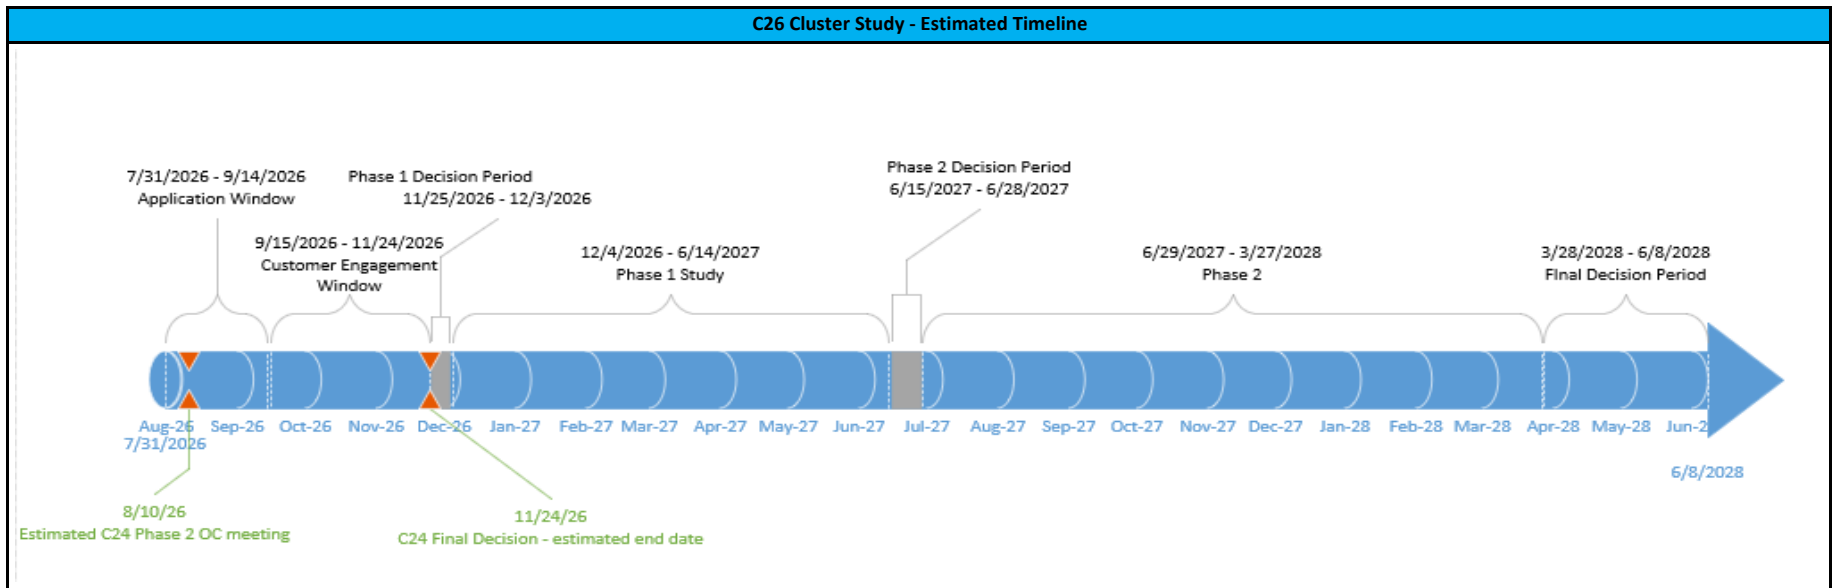 C26 Cluster Study - Estimated Timeline
Phase 2 Decision Period
6/15/2027 - 6/28/2027
7/31/2026 - 9/14/2026
Application Window
Phase 1 Decision Period
11/25/2026 - 12/3/2026
9/15/2026 - 11/24/2026
Customer Engagement
Window
12/4/2026 - 6/14/2027
Phase 1 Study
6/29/2027 - 3/27/2028
Phase 2
3/28/2028 - 6/8/2028
FInal Decision Period
Aug-26 Sep-26 Oct-26 Nov-26 Dec-26 Jan-27 Feb-27 Mar-27 Apr-27 May-27 Jun-27 Jul-27 Aug-27 Sep-27 Oct-27 Nov-27 Dec-27 Jan-28 Feb-28 Mar-28 Apr-28 May-28 Jun-2
7/31/2026
6/8/2028
8/10/26
Estimated C24 Phase 2 OC meeting
11/24/26
C24 Final Decision - estimated end date